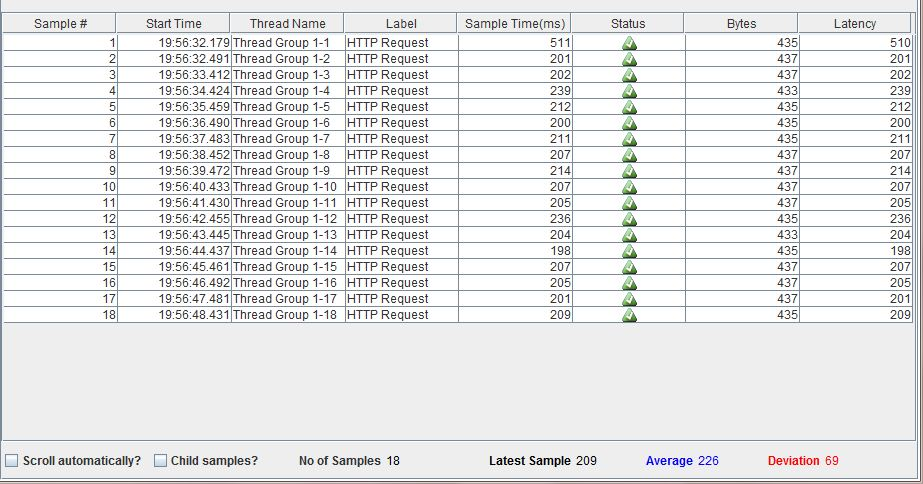 Sample # Start Time Thread Name Label Sample Time(ms) Status Bytes Latency
1 19:56:32.179 Thread Group 1-1 HTTP Request 511 435 510
2 19:56:32.491 Thread Group 1-2 HTTP Request 201 437 201
3 19:56:33.412 Thread Group 1-3 HTTP Request 202 437 202
4 19:56:34.424 Thread Group 1-4 HTTP Request 239 433 239
5 19:56:35.459 Thread Group 1-5 HTTP Request 212 435 212
6 19:56:36.490 Thread Group 1-6 HTTP Request 200 435 200
7 19:56:37.483 Thread Group 1-7 HTTP Request 211 435 211
8 19:56:38.452 Thread Group 1-8 HTTP Request 207 437 207
9 19:56:39.472 Thread Group 1-9 HTTP Request 214 437 214
10 19:56:40.433 Thread Group 1-10 HTTP Request 207 437 207
11 19:56:41.430 Thread Group 1-11 HTTP Request 205 437 205
12 19:56:42.455 Thread Group 1-12 HTTP Request 236 435 236
13 19:56:43.445 Thread Group 1-13 HTTP Request 204 433 204
14 19:56:44.437 Thread Group 1-14 HTTP Request 198 435 198
15 19:56:45.461 Thread Group 1-15 HTTP Request 207 437 207
16 19:56:46.492 Thread Group 1-16 HTTP Request 205 437 205
17 19:56:47.481 Thread Group 1-17 HTTP Request 201 437 201
18 19:56:48.431 Thread Group 1-18 HTTP Request 209 435 209
Scroll automatically? Child samples? No of Samples 18 Latest Sample 209 Average 226 Deviation 69